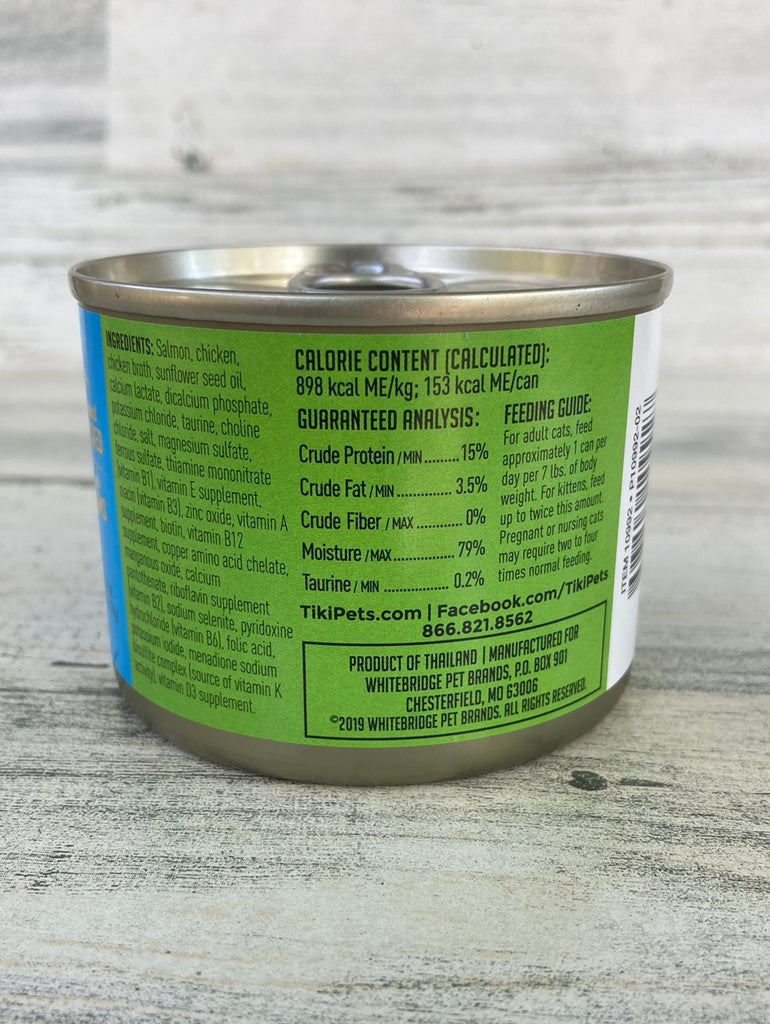 INGREDIENTS: Salmon, chicken,
chicken broth, sunflower seed oil,
calcium lactate, dicalcium phosphate,
potassium chloride, taurine, choline
chloride, salt, magnesium sulfate,
ferrous sulfate, thiamine mononitrate
(vitamin B1), vitamin E supplement,
niacin (vitamin B3), zinc oxide, vitamin A
supplement, biotin, vitamin B12
supplement, copper amino acid chelate,
manganous oxide, calcium
pantothenate, riboflavin supplement
(vitamin B2), sodium selenite, pyridoxine
hydrochloride (vitamin B6), folic acid,
potassium iodide, menadione sodium
bisulfite complex (source of vitamin K
activity), vitamin D3 supplement.
CALORIE CONTENT (CALCULATED):
898 kcal ME/kg; 153 kcal ME/can
GUARANTEED ANALYSIS:
Crude Protein / MIN ......... 15%
Crude Fat / MIN ............... 3.5%
Crude Fiber / MAX ........... 0%
Moisture / MAX ............... 79%
Taurine / MIN ................. 0.2%
FEEDING GUIDE:
For adult cats, feed
approximately 1 can per
day per 7 lbs. of body
weight. For kittens, feed
up to twice this amount.
Pregnant or nursing cats
may require two to four
times normal feeding.
TikiPets.com | Facebook.com/TikiPets
866.821.8562
PRODUCT OF THAILAND | MANUFACTURED FOR
WHITEBRIDGE PET BRANDS, P.O. BOX 901
CHESTERFIELD, MO 63006
©2019 WHITEBRIDGE PET BRANDS. ALL RIGHTS RESERVED.
ITEM 10992 • P10992-02